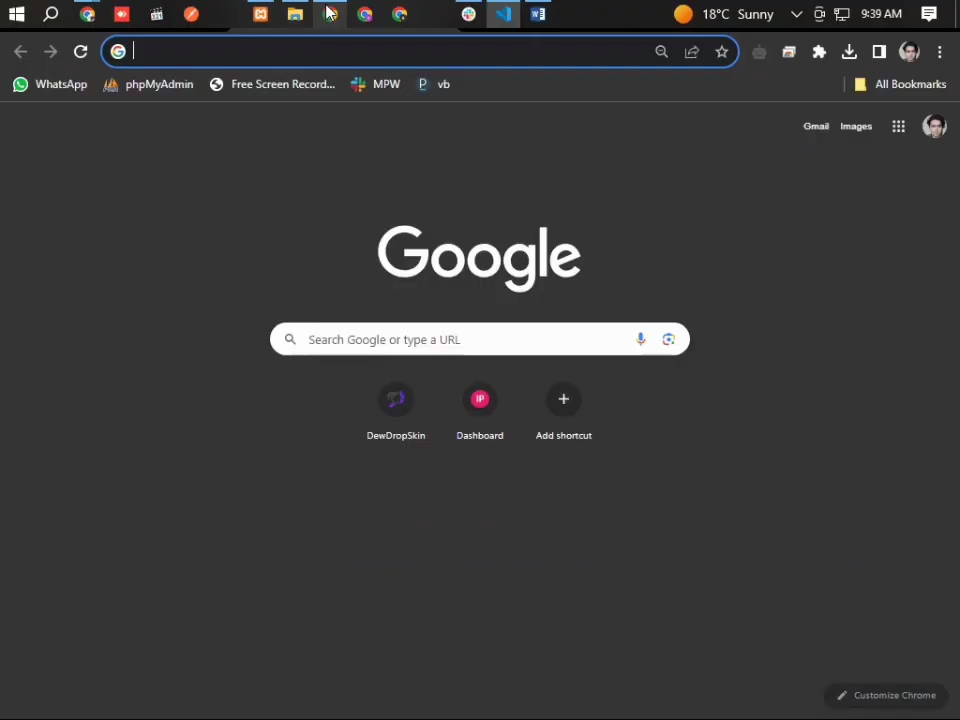 18°C Sunny
9:39 AM
WhatsApp
phpMyAdmin
Free Screen Record...
MPW
P vb
All Bookmarks
Gmail
Images
Google
Search Google or type a URL
IP
DewDropSkin
Dashboard
Add shortcut
Customize Chrome